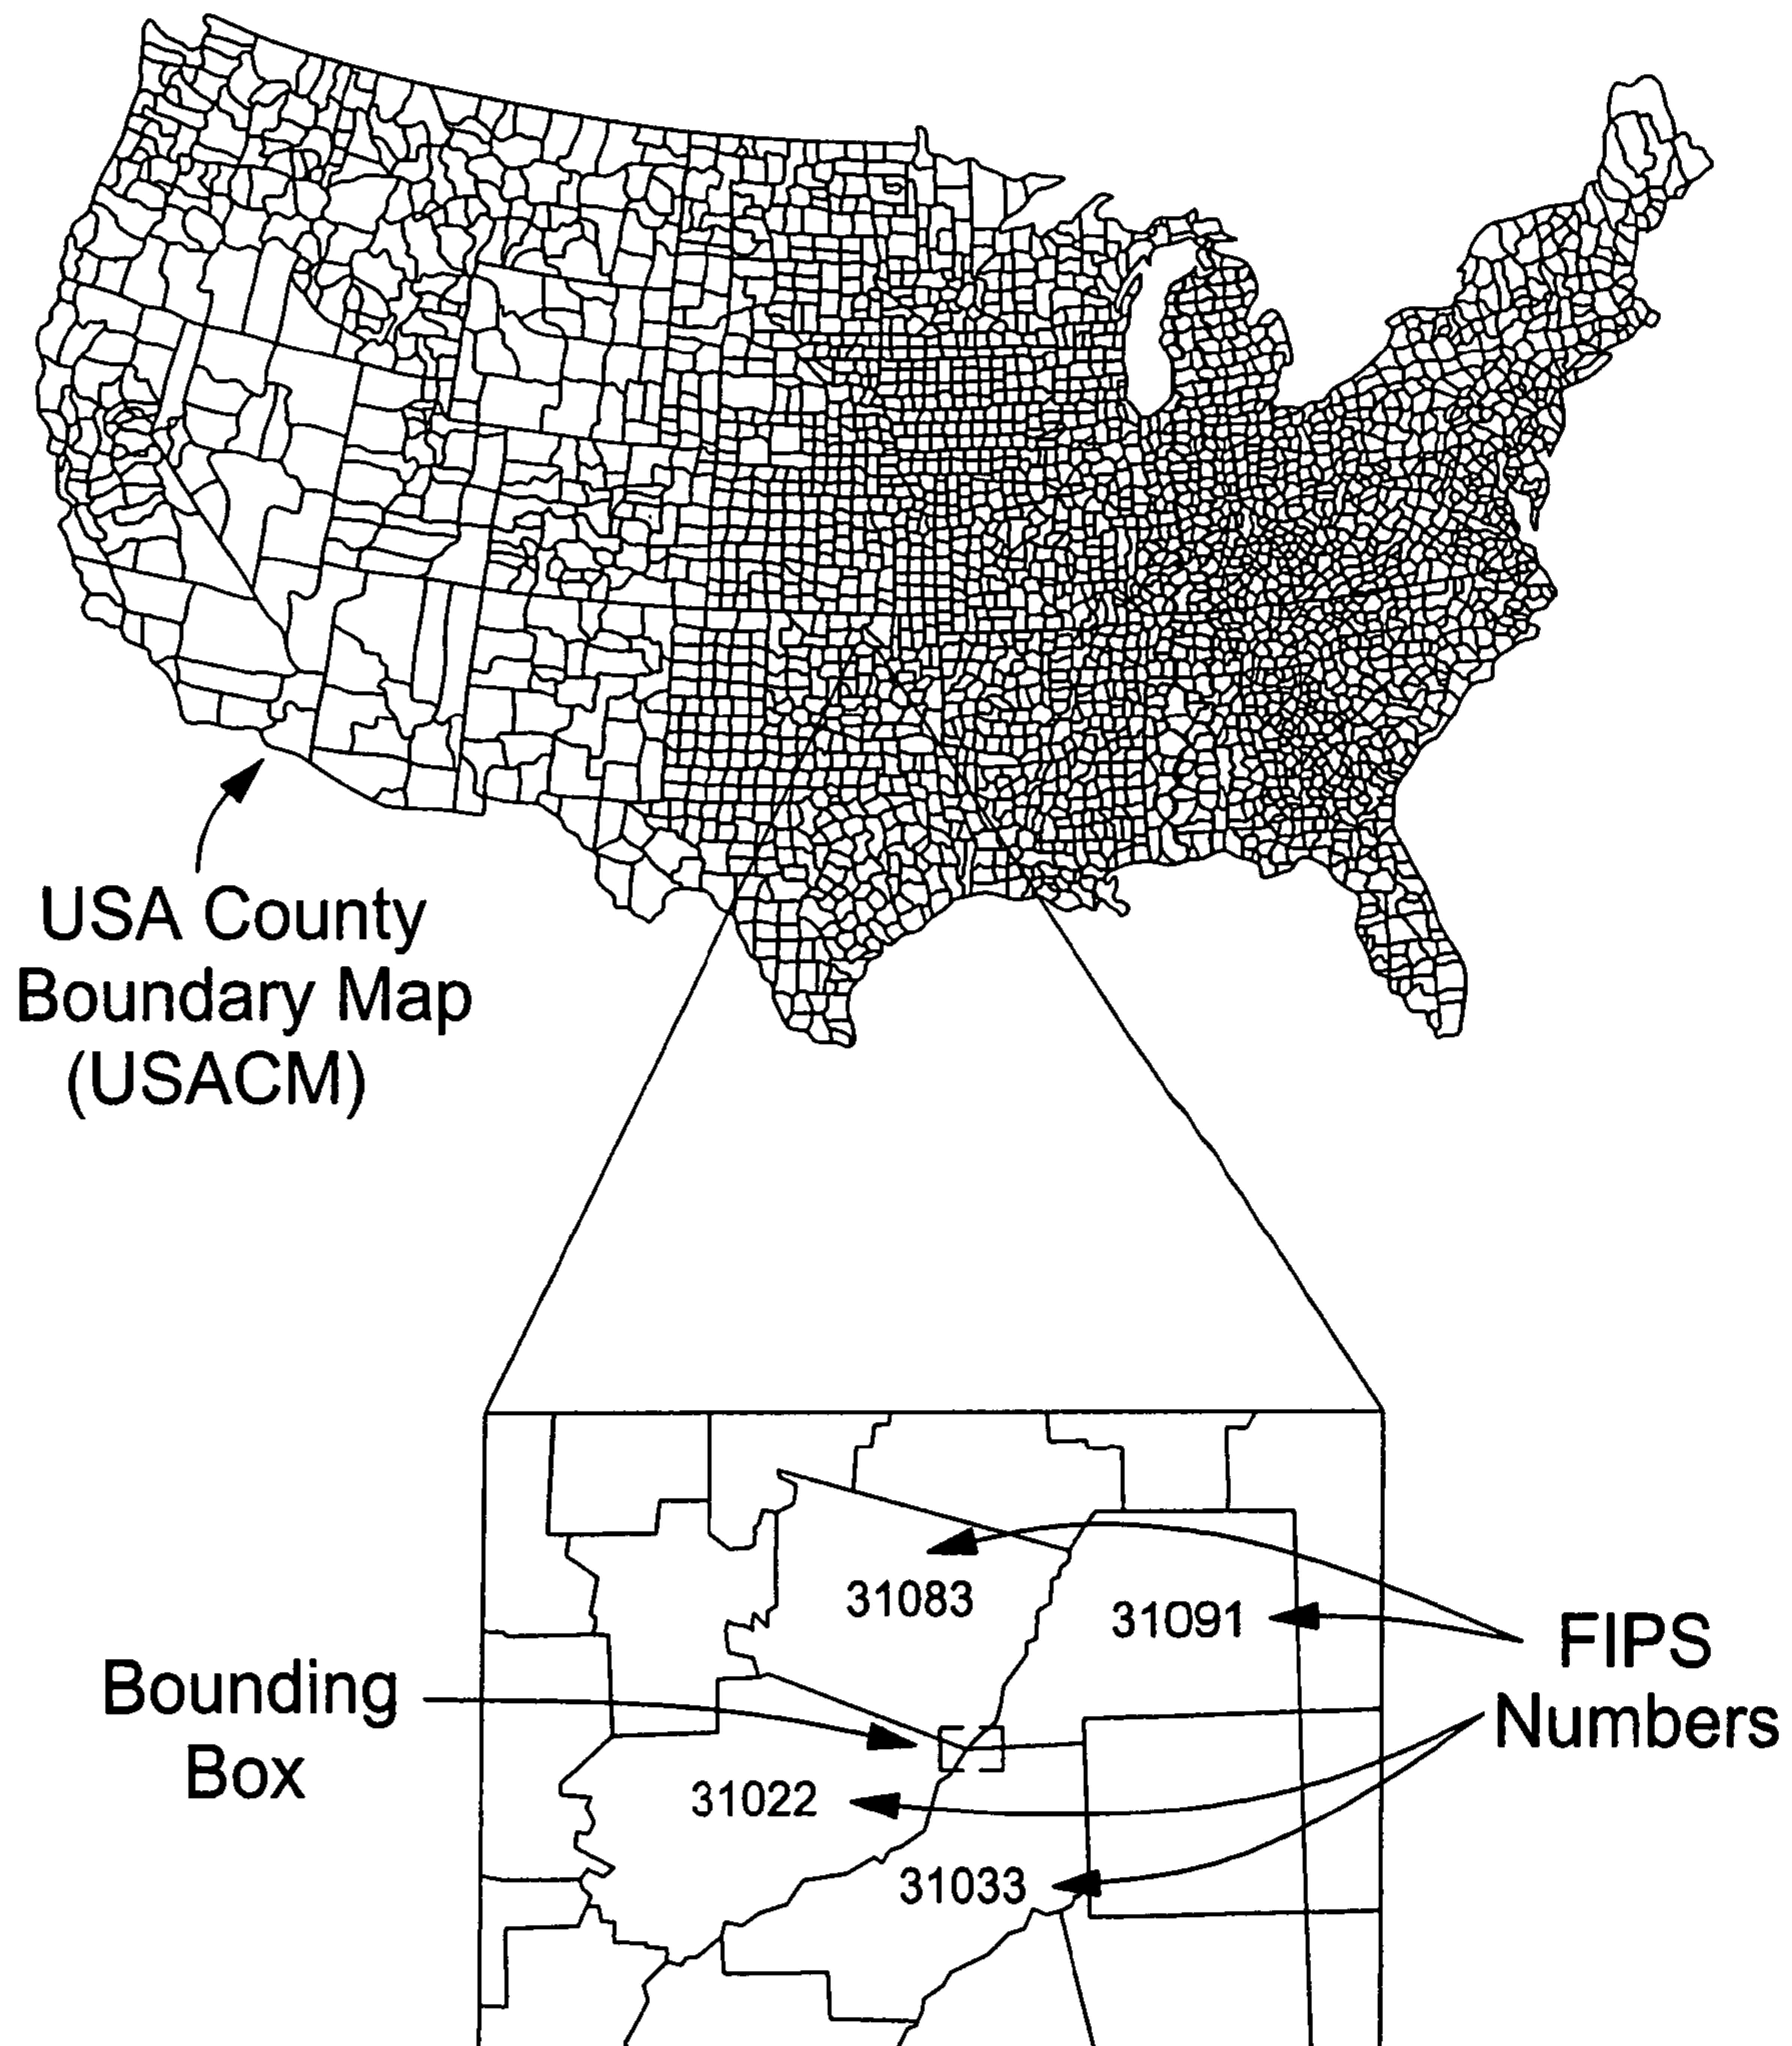 USA County
Boundary Map
(USACM)
31083
31091
FIPS
Numbers
Bounding
Box
31022
31033